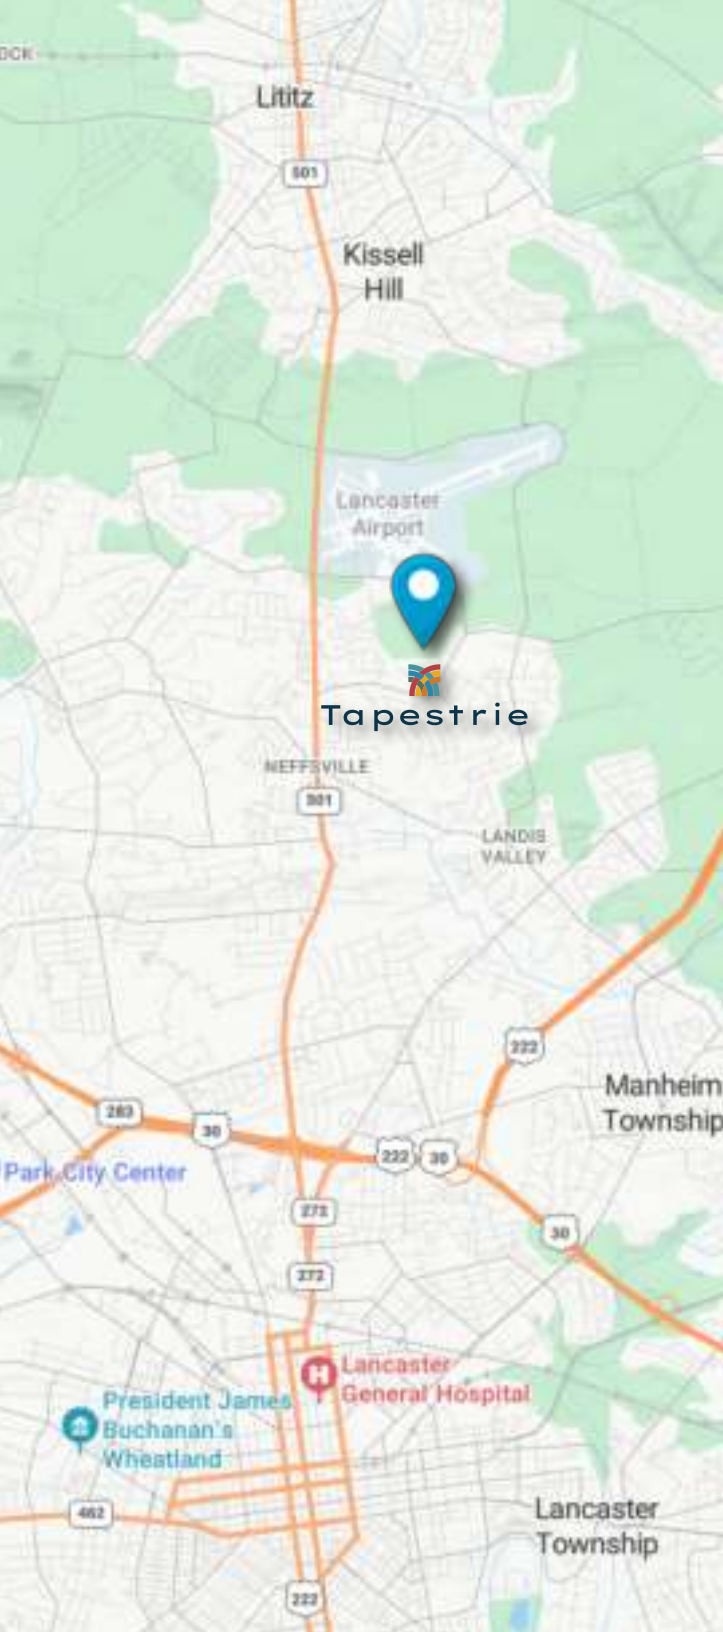 OCK
Lititz
501
Kissell
Hill
Lancaster
Airport
Tapestrie
NEFFSVILLE
501
LANDIS
VALLEY
222
Manheim
Township
283
30
222
30
Park City Center
272
30
272
Lancaster
General Hospital
President James
Buchanan's
Wheatland
462
Lancaster
Township
222